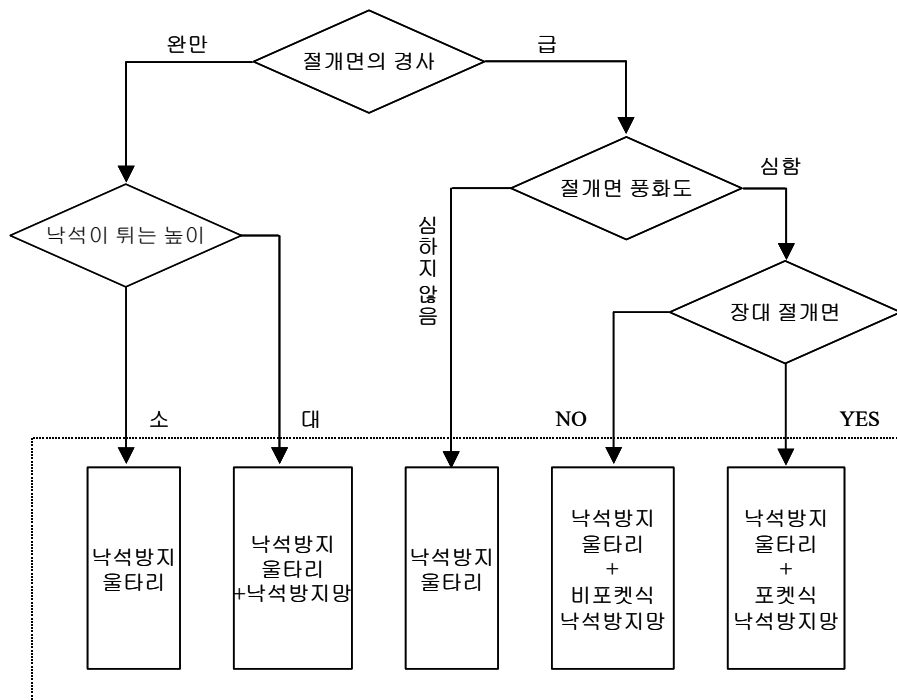 완만
급
절개면의 경사
심함
절개면 풍화도
낙석이 튀는 높이
심하지 않음
장대 절개면
소
대
NO
YES
낙석방지
울타리
낙석방지
울타리
+낙석방지망
낙석방지
울타리
낙석방지
울타리
+
비포켓식
낙석방지망
낙석방지
울타리
+
포켓식
낙석방지망